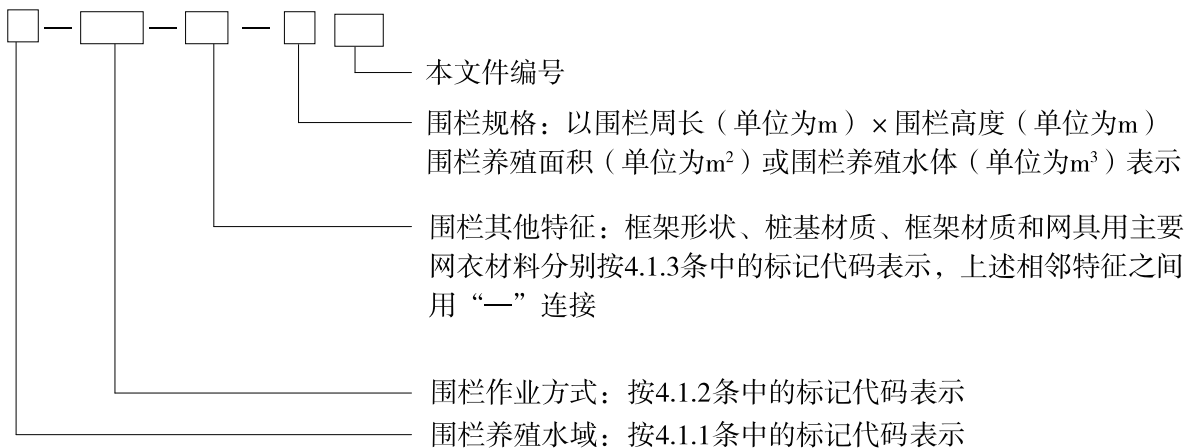 本文件编号
围栏规格：以围栏周长（单位为m）×围栏高度（单位为m）
围栏养殖面积（单位为m²）或围栏养殖水体（单位为m³）表示
围栏其他特征：框架形状、桩基材质、框架材质和网具用主要
网衣材料分别按4.1.3条中的标记代码表示，上述相邻特征之间
用“—”连接
围栏作业方式：按4.1.2条中的标记代码表示
围栏养殖水域：按4.1.1条中的标记代码表示